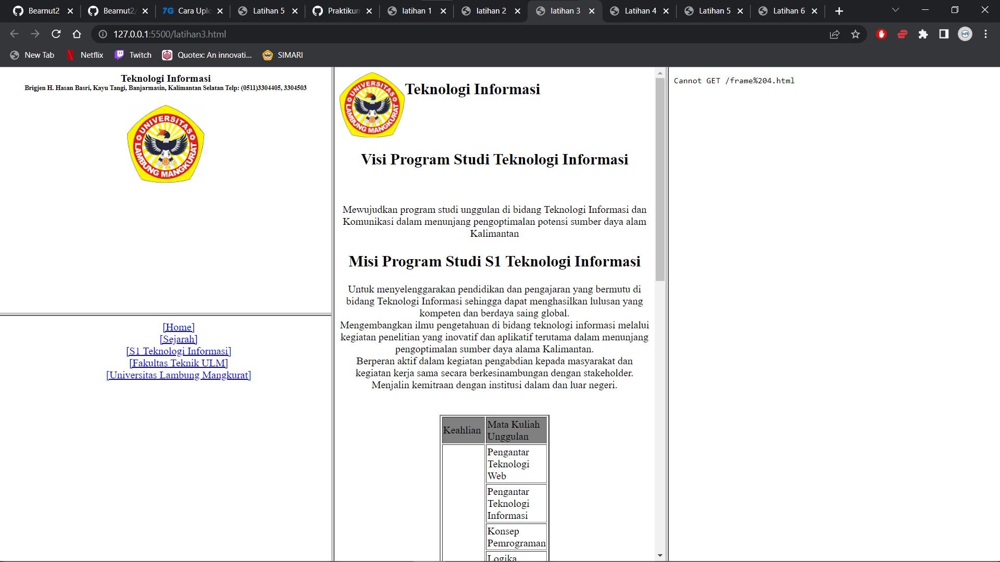 Bearnut2
Bearnut2/
Cara Uplo
Latihan 5
Praktikum
latihan 1
latihan 2
latihan 3
Latihan 4
Latihan 5
Latihan 6
127.0.0.1:5500/latihan3.html
New Tab
Netflix
Twitch
Quotex: An innovati...
SIMARI
Teknologi Informasi
Brigjen H. Hasan Basri, Kayu Tangi, Banjarmasin, Kalimantan Selatan Telp: (0511)3304405, 3304503
UNIVERSITAS
LAMBUNG MANGKURAT
[Home]
[Sejarah]
[S1 Teknologi Informasi]
[Fakultas Teknik ULM]
[Universitas Lambung Mangkurat]
UNIVERSITAS
LAMBUNG MANGKURAT
Teknologi Informasi
Visi Program Studi Teknologi Informasi
Mewujudkan program studi unggulan di bidang Teknologi Informasi dan
Komunikasi dalam menunjang pengoptimalan potensi sumber daya alam
Kalimantan
Misi Program Studi S1 Teknologi Informasi
Untuk menyelenggarakan pendidikan dan pengajaran yang bermutu di
bidang Teknologi Informasi sehingga dapat menghasilkan lulusan yang
kompeten dan berdaya saing global.
Mengembangkan ilmu pengetahuan di bidang teknologi informasi melalui
kegiatan penelitian yang inovatif dan aplikatif terutama dalam menunjang
pengoptimalan sumber daya alama Kalimantan.
Berperan aktif dalam kegiatan pengabdian kepada masyarakat dan
kegiatan kerja sama secara berkesinambungan dengan stakeholder.
Menjalin kemitraan dengan institusi dalam dan luar negeri.
Keahlian
Mata Kuliah
Unggulan
Pengantar
Teknologi
Web
Pengantar
Teknologi
Informasi
Konsep
Pemrograman
Logika
Cannot GET /frame%204.html